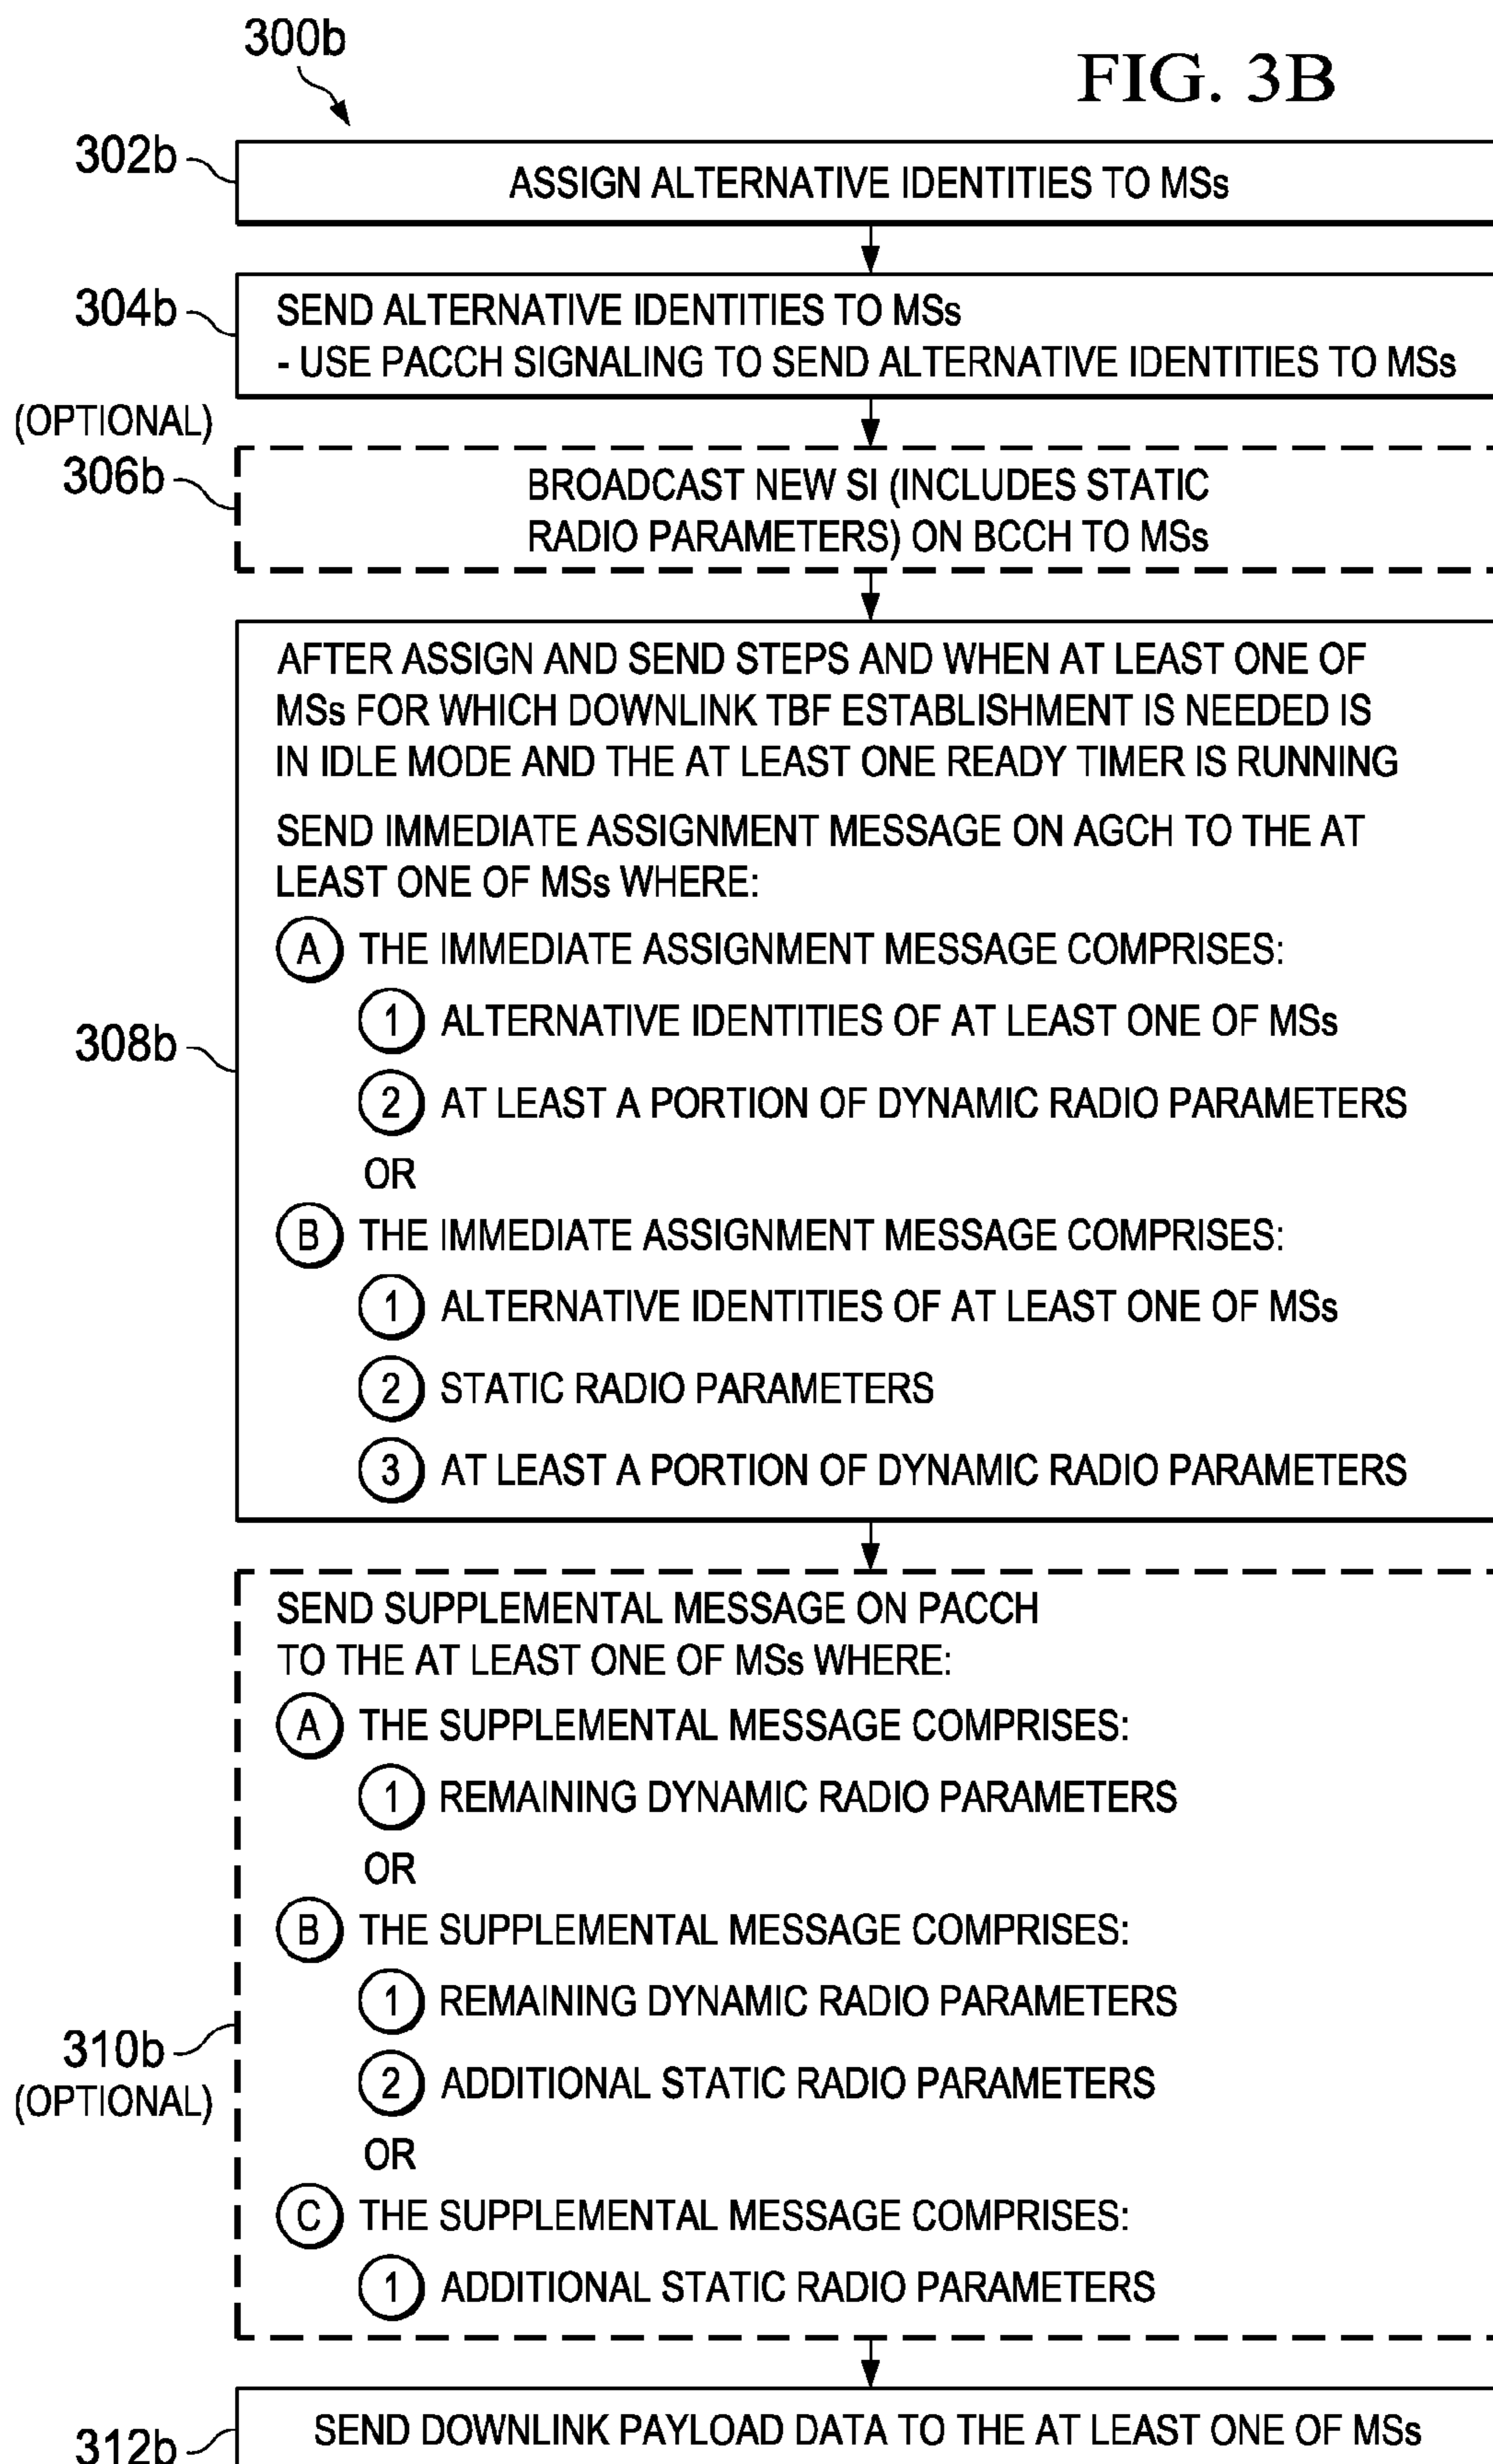 300b
FIG. 3B
302b
ASSIGN ALTERNATIVE IDENTITIES TO MSs
304b
SEND ALTERNATIVE IDENTITIES TO MSs
- USE PACCH SIGNALING TO SEND ALTERNATIVE IDENTITIES TO MSs
(OPTIONAL)
306b
BROADCAST NEW SI (INCLUDES STATIC
RADIO PARAMETERS) ON BCCH TO MSs
308b
AFTER ASSIGN AND SEND STEPS AND WHEN AT LEAST ONE OF
MSs FOR WHICH DOWNLINK TBF ESTABLISHMENT IS NEEDED IS
IN IDLE MODE AND THE AT LEAST ONE READY TIMER IS RUNNING
SEND IMMEDIATE ASSIGNMENT MESSAGE ON AGCH TO THE AT
LEAST ONE OF MSs WHERE:
A THE IMMEDIATE ASSIGNMENT MESSAGE COMPRISES:
1 ALTERNATIVE IDENTITIES OF AT LEAST ONE OF MSs
2 AT LEAST A PORTION OF DYNAMIC RADIO PARAMETERS
OR
B THE IMMEDIATE ASSIGNMENT MESSAGE COMPRISES:
1 ALTERNATIVE IDENTITIES OF AT LEAST ONE OF MSs
2 STATIC RADIO PARAMETERS
3 AT LEAST A PORTION OF DYNAMIC RADIO PARAMETERS
310b
(OPTIONAL)
SEND SUPPLEMENTAL MESSAGE ON PACCH
TO THE AT LEAST ONE OF MSs WHERE:
A THE SUPPLEMENTAL MESSAGE COMPRISES:
1 REMAINING DYNAMIC RADIO PARAMETERS
OR
B THE SUPPLEMENTAL MESSAGE COMPRISES:
1 REMAINING DYNAMIC RADIO PARAMETERS
2 ADDITIONAL STATIC RADIO PARAMETERS
OR
C THE SUPPLEMENTAL MESSAGE COMPRISES:
1 ADDITIONAL STATIC RADIO PARAMETERS
312b
SEND DOWNLINK PAYLOAD DATA TO THE AT LEAST ONE OF MSs